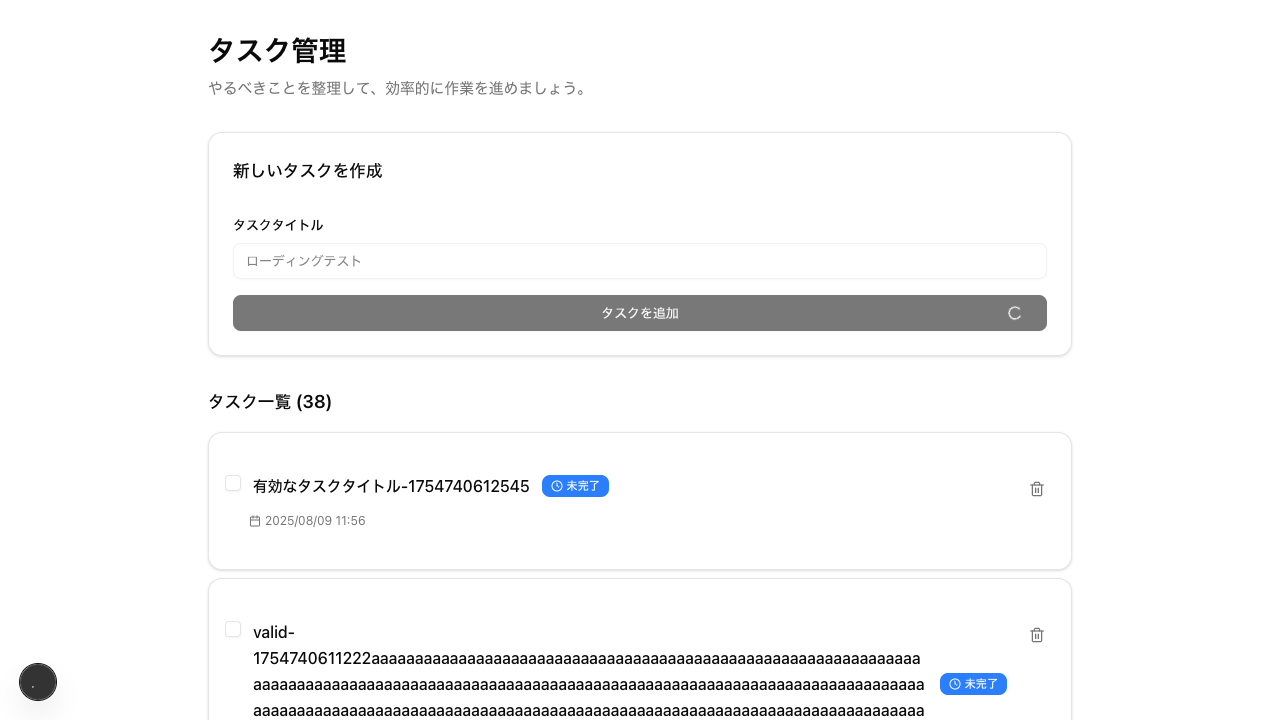 タスク管理
やるべきことを整理して、効率的に作業を進めましょう。
新しいタスクを作成
タスクタイトル
ローディングテスト
タスクを追加
タスク一覧 (38)
有効なタスクタイトル-1754740612545
未完了
2025/08/09 11:56
valid-
1754740611222aaaaaaaaaaaaaaaaaaaaaaaaaaaaaaaaaaaaaaaaaaaaaaaaaaaaaaaaaaaaaaa
aaaaaaaaaaaaaaaaaaaaaaaaaaaaaaaaaaaaaaaaaaaaaaaaaaaaaaaaaaaaaaaaaaaaaaaaaaaaa
未完了
aaaaaaaaaaaaaaaaaaaaaaaaaaaaaaaaaaaaaaaaaaaaaaaaaaaaaaaaaaaaaaaaaaaaaaaaaaaaa